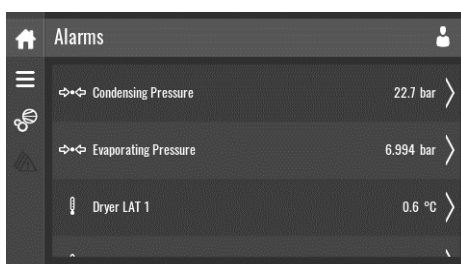 Alarms
Condensing Pressure 22.7 bar
Evaporating Pressure 6.994 bar
Dryer LAT 1 0.6 °C